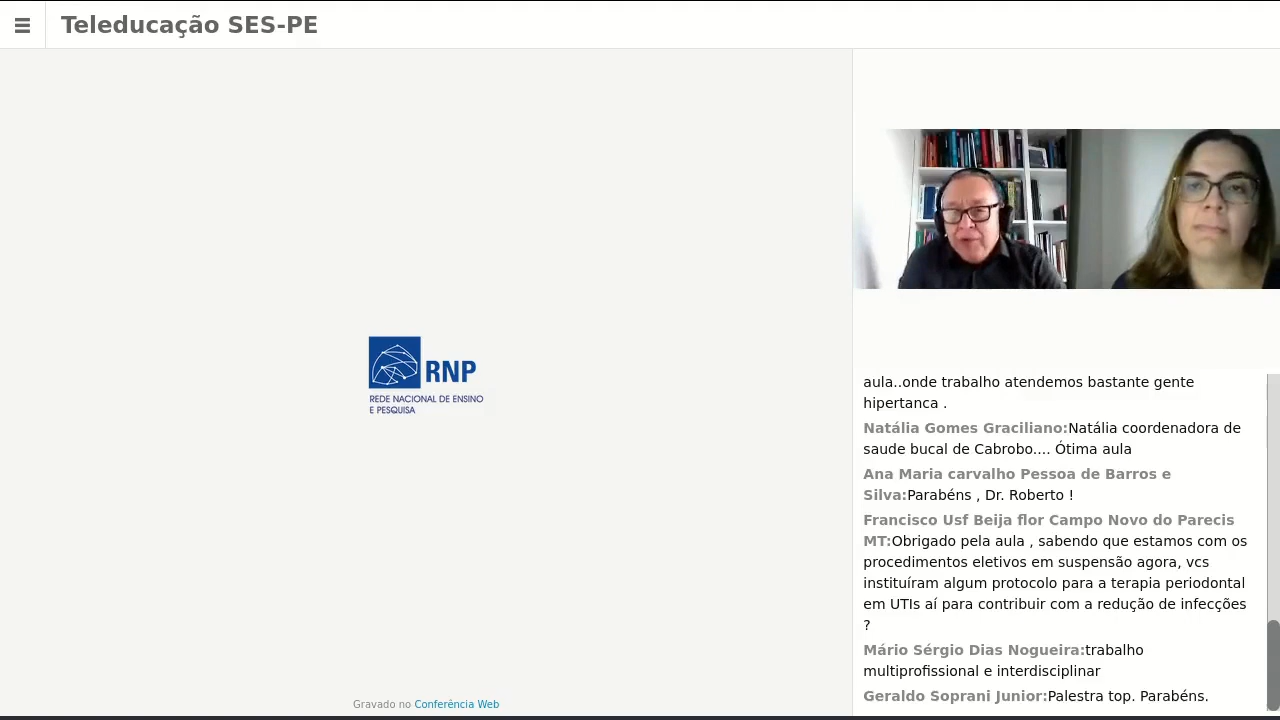 Teleducação SES-PE
RNP
REDE NACIONAL DE ENSINO
E PESQUISA
Gravado no Conferência Web
aula..onde trabalho atendemos bastante gente
hipertanca .
Natália Gomes Graciliano:Natália coordenadora de
saude bucal de Cabrobo.... Ótima aula
Ana Maria carvalho Pessoa de Barros e
Silva:Parabéns , Dr. Roberto !
Francisco Usf Beija flor Campo Novo do Parecis
MT:Obrigado pela aula , sabendo que estamos com os
procedimentos eletivos em suspensão agora, vcs
instituíram algum protocolo para a terapia periodontal
em UTIs aí para contribuir com a redução de infecções
?
Mário Sérgio Dias Nogueira:trabalho
multiprofissional e interdisciplinar
Geraldo Soprani Junior:Palestra top. Parabéns.